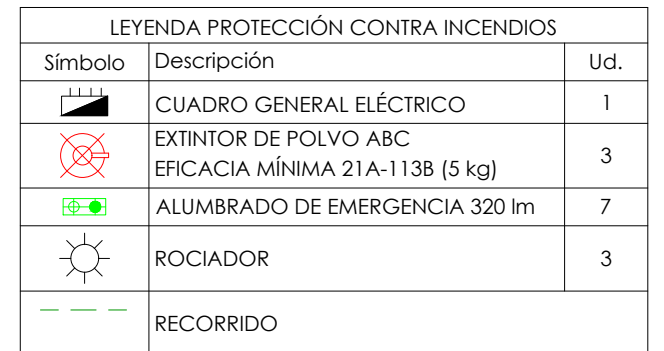 LEYENDA PROTECCIÓN CONTRA INCENDIOS
Símbolo Descripción Ud.
CUADRO GENERAL ELÉCTRICO 1
EXTINTOR DE POLVO ABC
EFICACIA MÍNIMA 21A-113B (5 kg) 3
ALUMBRADO DE EMERGENCIA 320 lm 7
ROCIADOR 3
RECORRIDO